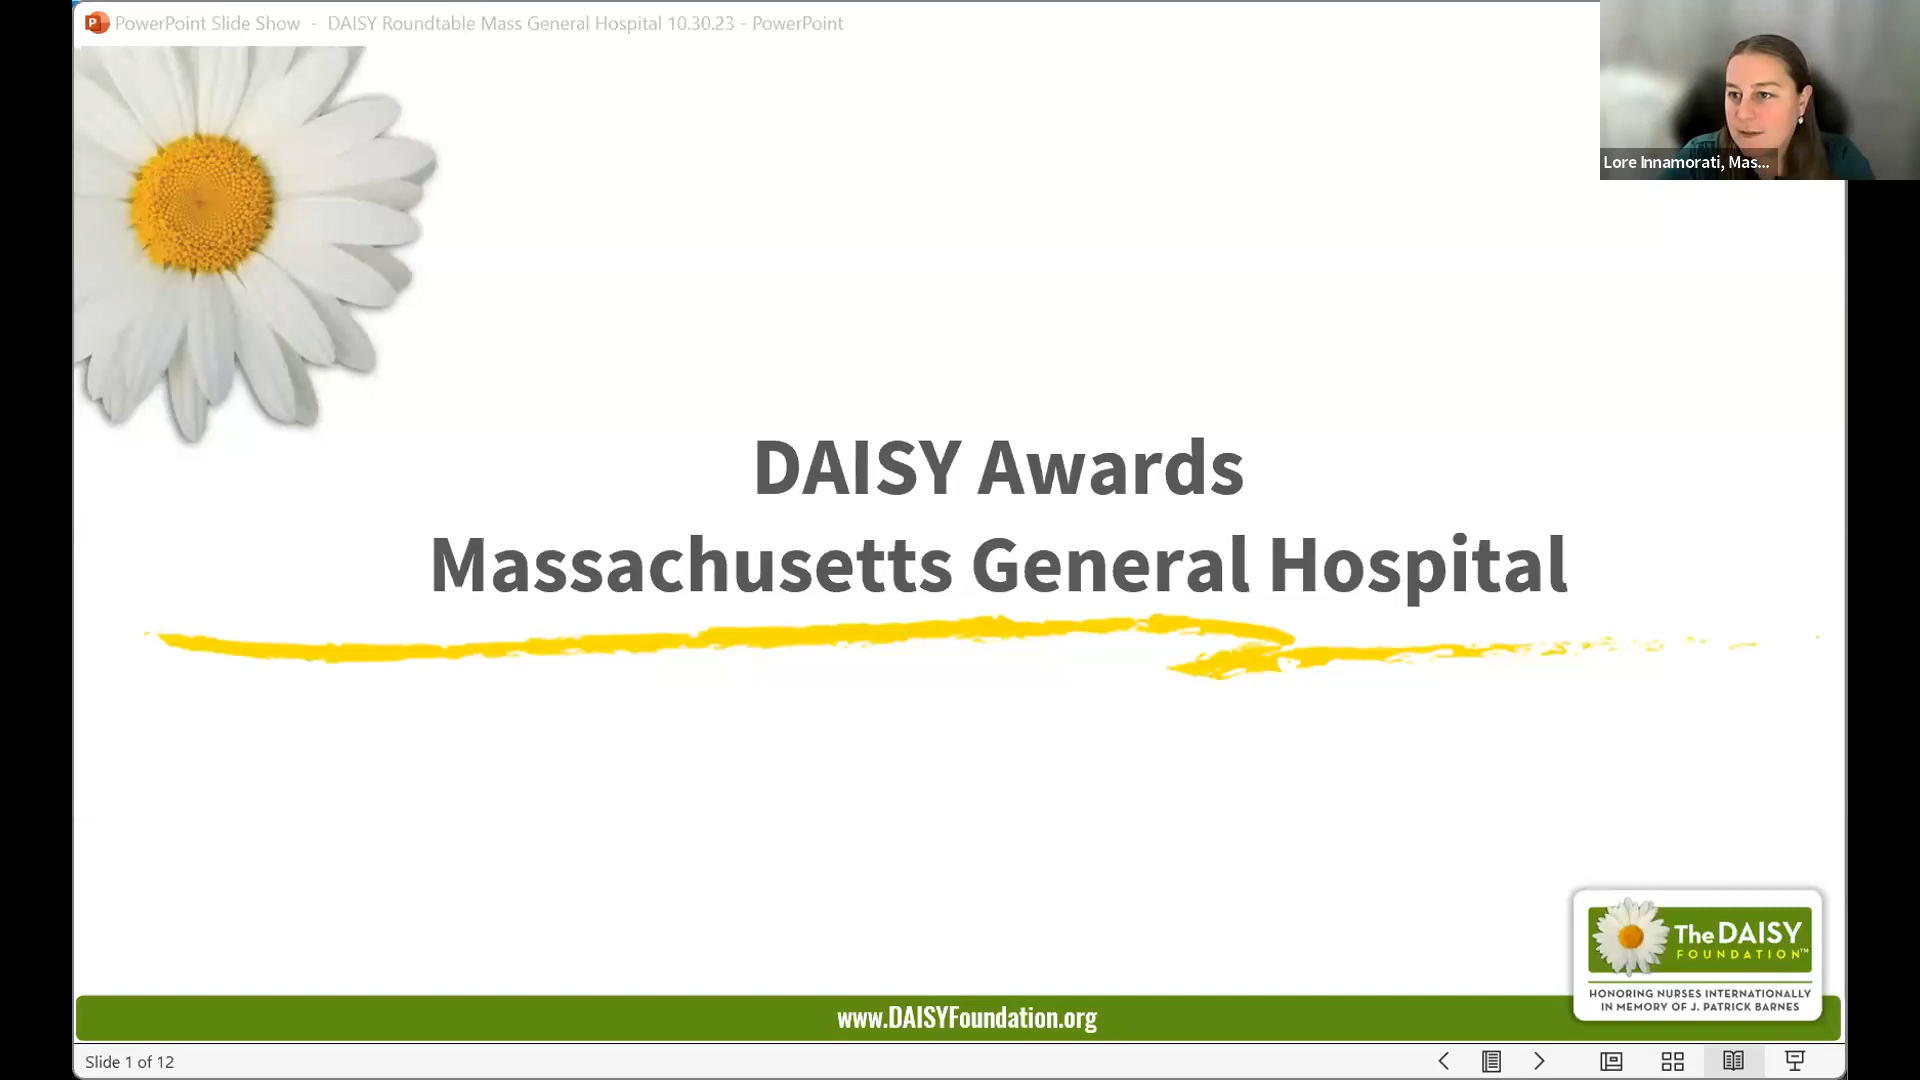 PowerPoint Slide Show - DAISY Roundtable Mass General Hospital 10.30.23 - PowerPoint
Lore Innamorati, Mas...
DAISY Awards
Massachusetts General Hospital
The DAISY
FOUNDATION™
HONORING NURSES INTERNATIONALLY
IN MEMORY OF J. PATRICK BARNES
www.DAISYFoundation.org
Slide 1 of 12